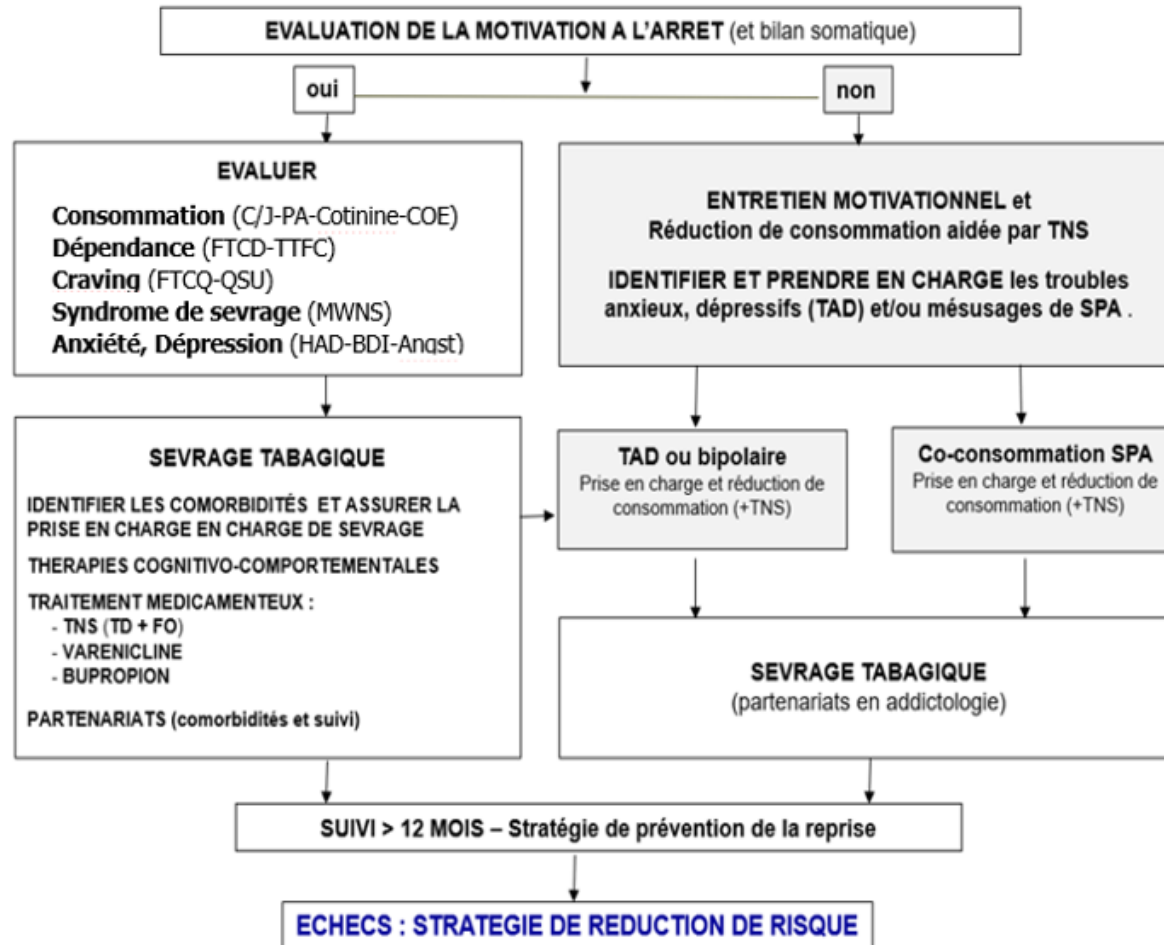 EVALUATION DE LA MOTIVATION A L'ARRET (et bilan somatique)
oui
non
EVALUER
Consommation (C/J-PA-Cotinine-COE)
Dépendance (FTCD-TTFC)
Craving (FTCQ-QSU)
Syndrome de sevrage (MWNS)
Anxiété, Dépression (HAD-BDI-Angst)
ENTRETIEN MOTIVATIONNEL et
Réduction de consommation aidée par TNS
IDENTIFIER ET PRENDRE EN CHARGE les troubles
anxieux, dépressifs (TAD) et/ou mésusages de SPA .
SEVRAGE TABAGIQUE
IDENTIFIER LES COMORBIDITÉS ET ASSURER LA
PRISE EN CHARGE EN CHARGE DE SEVRAGE
THERAPIES COGNITIVO-COMPORTEMENTALES
TRAITEMENT MEDICAMENTEUX :
- TNS (TD + FO)
- VARENICLINE
- BUPROPION
PARTENARIATS (comorbidités et suivi)
TAD ou bipolaire
Prise en charge et réduction de
consommation (+TNS)
Co-consommation SPA
Prise en charge et réduction de
consommation (+TNS)
SEVRAGE TABAGIQUE
(partenariats en addictologie)
SUIVI > 12 MOIS – Stratégie de prévention de la reprise
ECHECS : STRATEGIE DE REDUCTION DE RISQUE